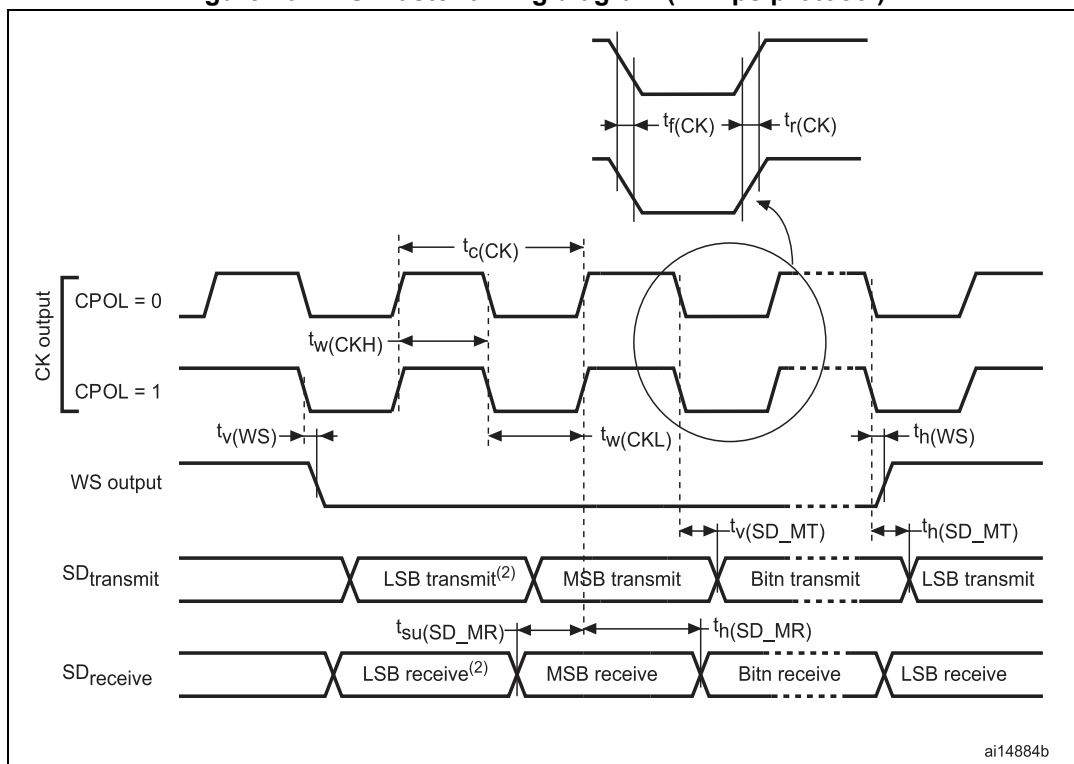 tf(CK)
tr(CK)
tc(CK)
CK output
CPOL = 0
tw(CKH)
CPOL = 1
tv(WS)
tw(CKL)
th(WS)
WS output
tv(SD_MT)
th(SD_MT)
SDtransmit
LSB transmit(2)
MSB transmit
Bitn transmit
LSB transmit
tsu(SD_MR)
th(SD_MR)
SDreceive
LSB receive(2)
MSB receive
Bitn receive
LSB receive
ai14884b